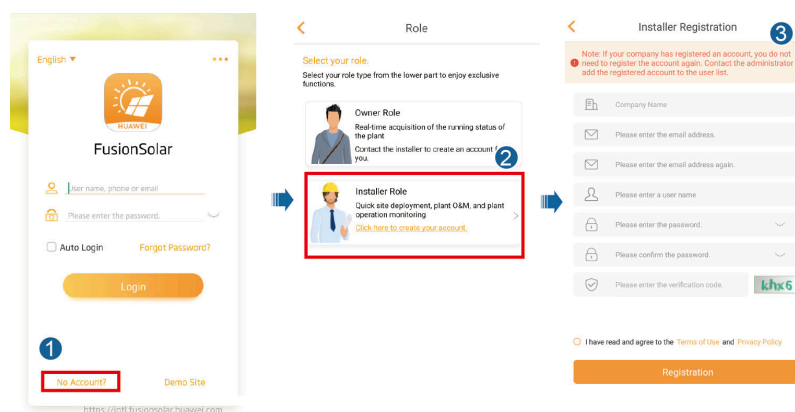 English ▼
HUAWEI
FusionSolar
User name, phone or email
Please enter the password.
Auto Login Forgot Password?
Login
1
No Account? Demo Site
https://intl.fusionsolar.huawei.com
Role
Select your role.
Select your role type from the lower part to enjoy exclusive
functions.
Owner Role
Real-time acquisition of the running status of
the plant
Contact the installer to create an account
you.
2
Installer Role
Quick site deployment, plant O&M, and plant
operation monitoring
Click here to create your account.
Installer Registration
3
Note: If your company has registered an account, you do not
need to register the account again. Contact the administrator
add the registered account to the user list.
Company Name
Please enter the email address.
Please enter the email address again.
Please enter a user name
Please enter the password.
Please confirm the password.
Please enter the verification code.
khx6
I have read and agree to the Terms of Use and Privacy Policy
Registration